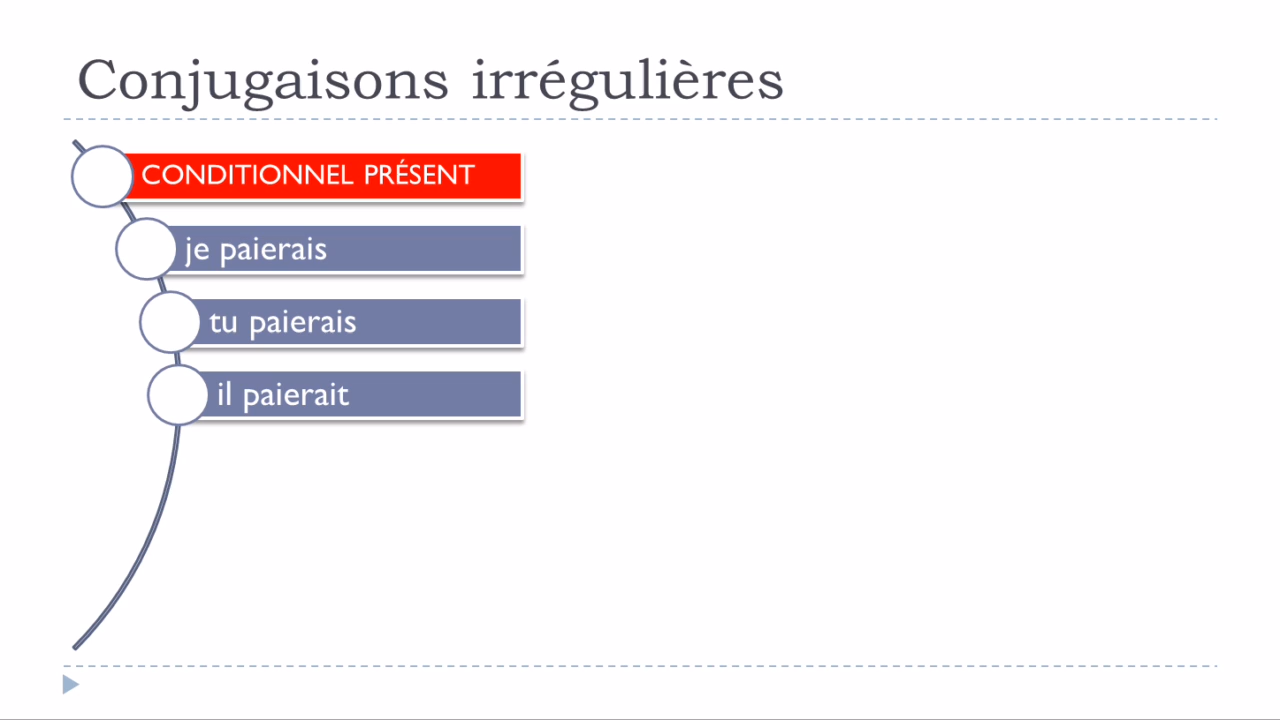 Conjugaisons irrégulières
CONDITIONNEL PRÉSENT
je paierais
tu paierais
il paierait